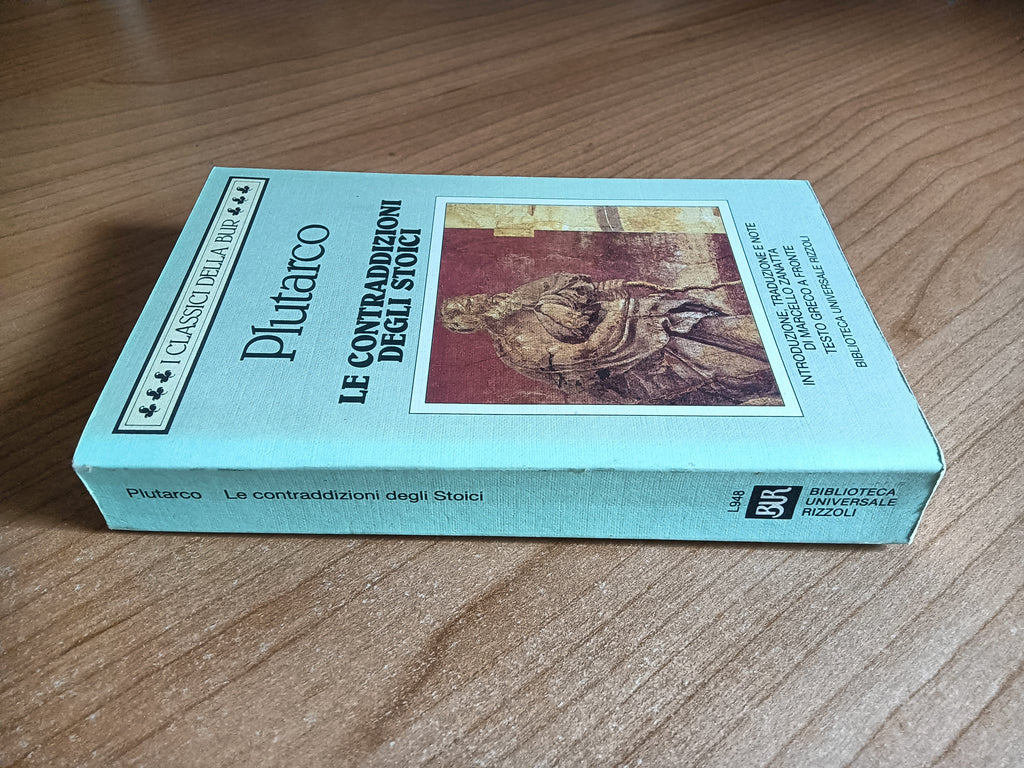 I CLASSICI DELLA BUR
Plutarco
LE CONTRADDIZIONI
DEGLI STOICI
INTRODUZIONE, TRADUZIONE E NOTE
DI MARCELLO ZANATTA
TESTO GRECO A FRONTE
BIBLIOTECA UNIVERSALE RIZZOLI
Plutarco Le contraddizioni degli Stoici
L948
BUR
BIBLIOTECA
UNIVERSALE
RIZZOLI